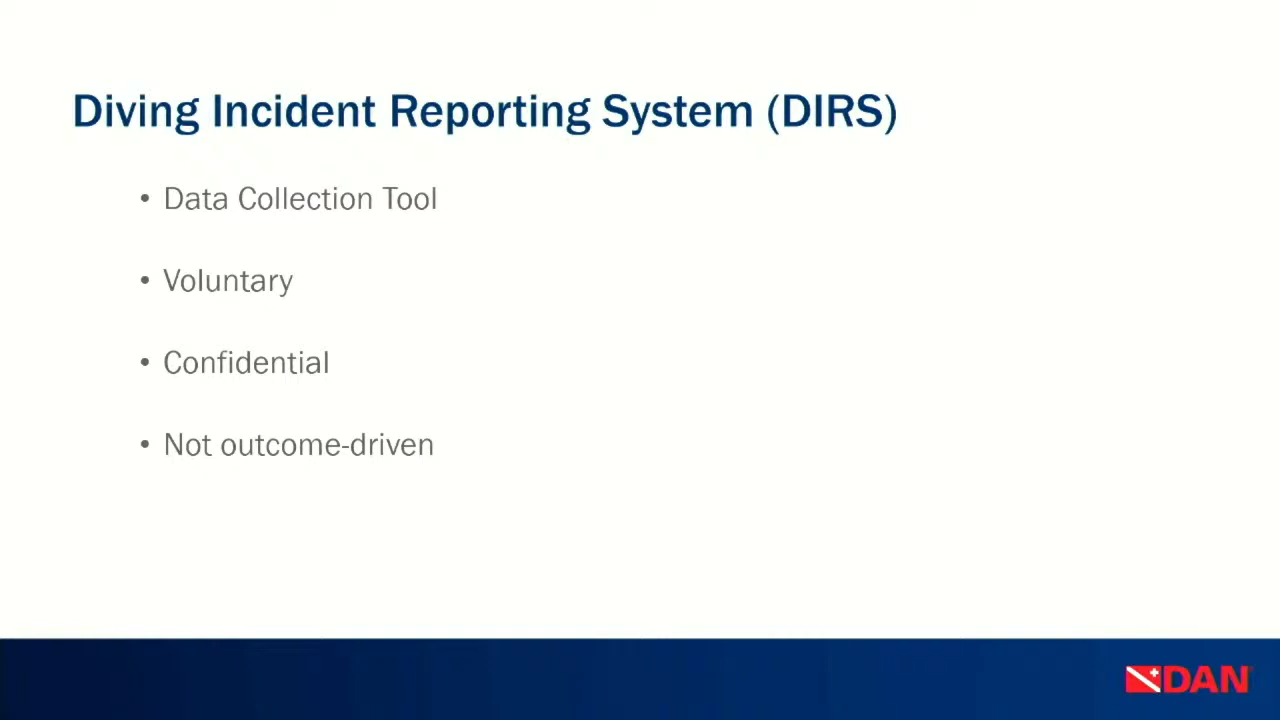 Diving Incident Reporting System (DIRS)
• Data Collection Tool
• Voluntary
• Confidential
• Not outcome-driven
DAN